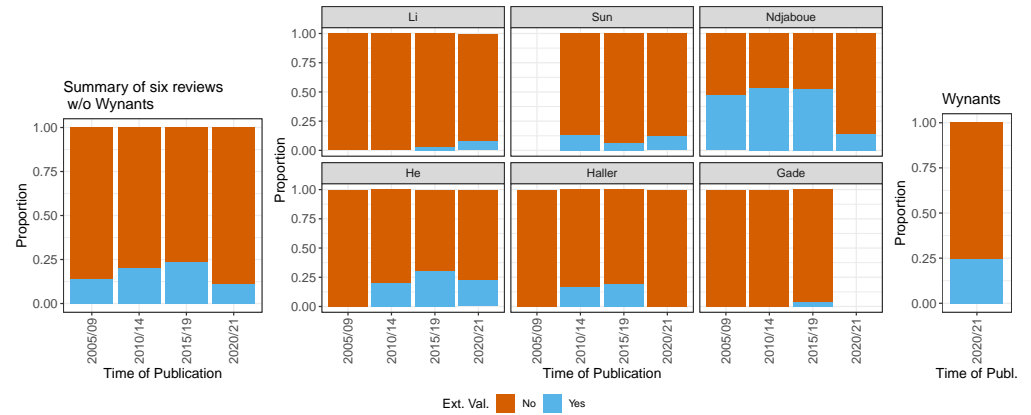 Summary of six reviews
w/o Wynants
Proportion
1.00
0.75
0.50
0.25
0.00
2005/09
2010/14
2015/19
2020/21
Time of Publication
Li
Sun
Ndjaboue
Proportion
1.00
0.75
0.50
0.25
0.00
He
Haller
Gade
1.00
0.75
0.50
0.25
0.00
2005/09
2010/14
2015/19
2020/21
2005/09
2010/14
2015/19
2020/21
2005/09
2010/14
2015/19
2020/21
Time of Publication
Wynants
Proportion
1.00
0.75
0.50
0.25
0.00
2020/21
Time of Publ.
Ext. Val. No Yes